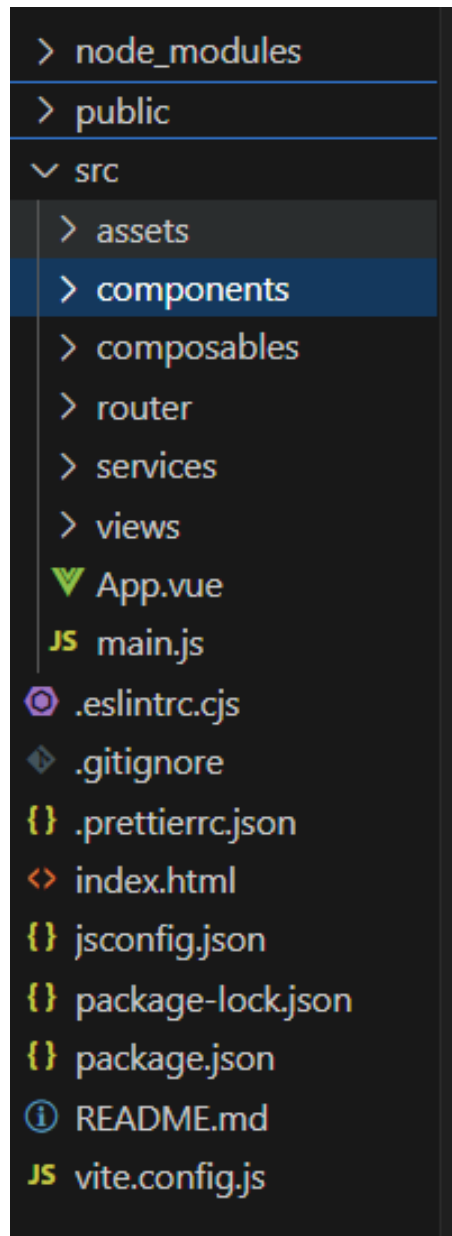 node_modules
public
src
assets
components
composables
router
services
views
App.vue
JS main.js
.eslintrc.cjs
.gitignore
{} .prettierrc.json
<> index.html
{} jsconfig.json
{} package-lock.json
{} package.json
README.md
JS vite.config.js